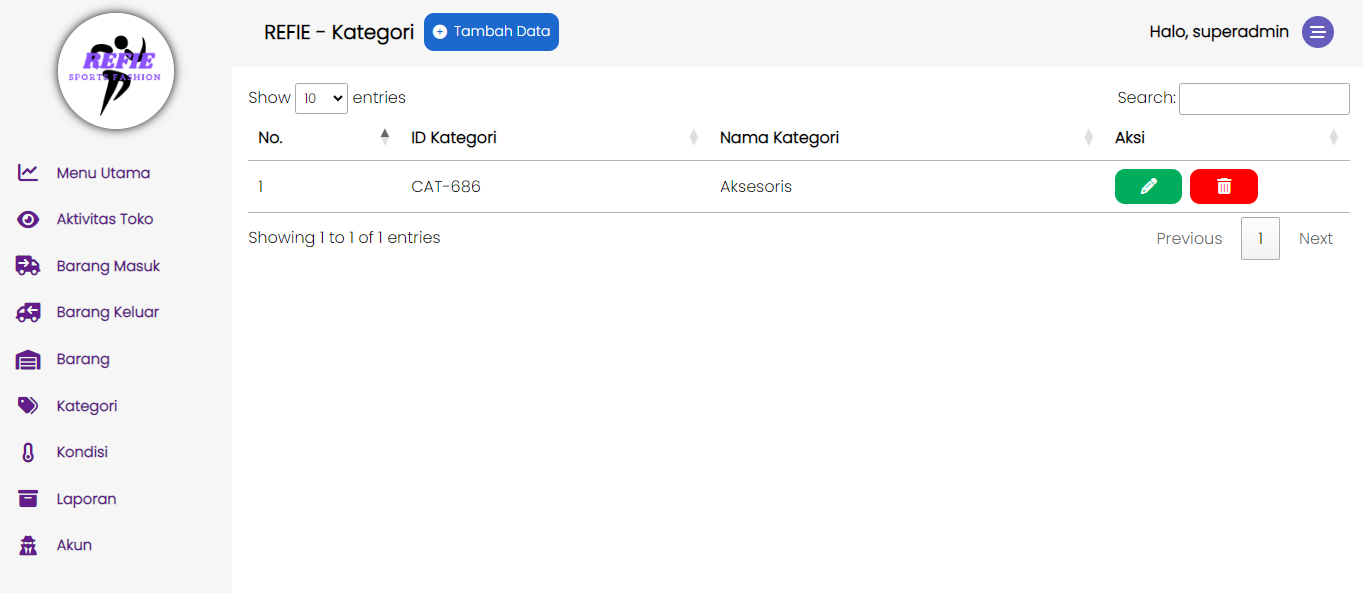 REFIE
SPORTS FASHION
Menu Utama
Aktivitas Toko
Barang Masuk
Barang Keluar
Barang
Kategori
Kondisi
Laporan
Akun
REFIE - Kategori
Tambah Data
Halo, superadmin
Show 10 entries
Search:
No. ID Kategori Nama Kategori Aksi
1 CAT-686 Aksesoris
Showing 1 to 1 of 1 entries
Previous 1 Next